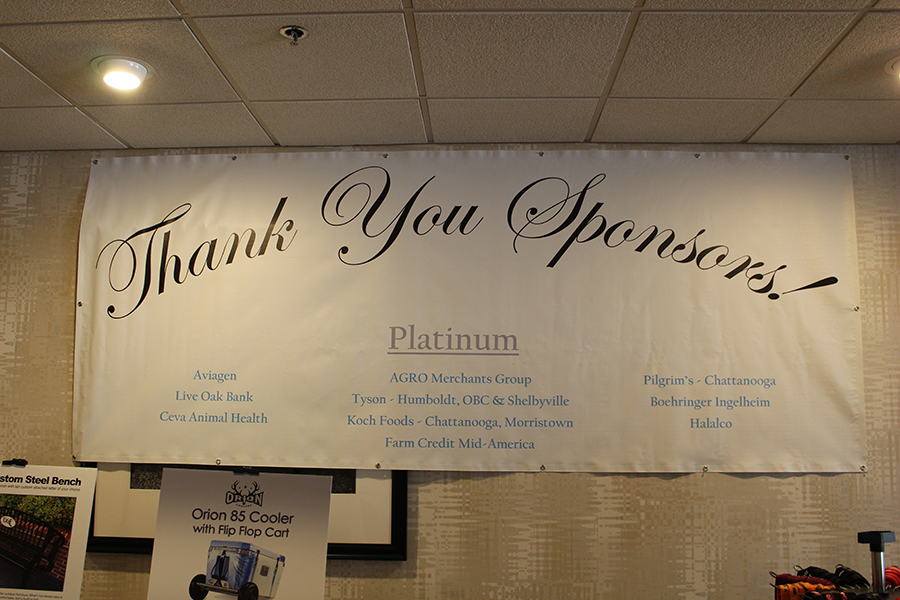 Thank You Sponsors!
Platinum
Aviagen
Live Oak Bank
Ceva Animal Health
AGRO Merchants Group
Tyson - Humboldt, OBC & Shelbyville
Koch Foods - Chattanooga, Morristown
Farm Credit Mid-America
Pilgrim's - Chattanooga
Boehringer Ingelheim
Halalco
stom Steel Bench
ORION
Orion 85 Cooler
with Flip Flop Cart